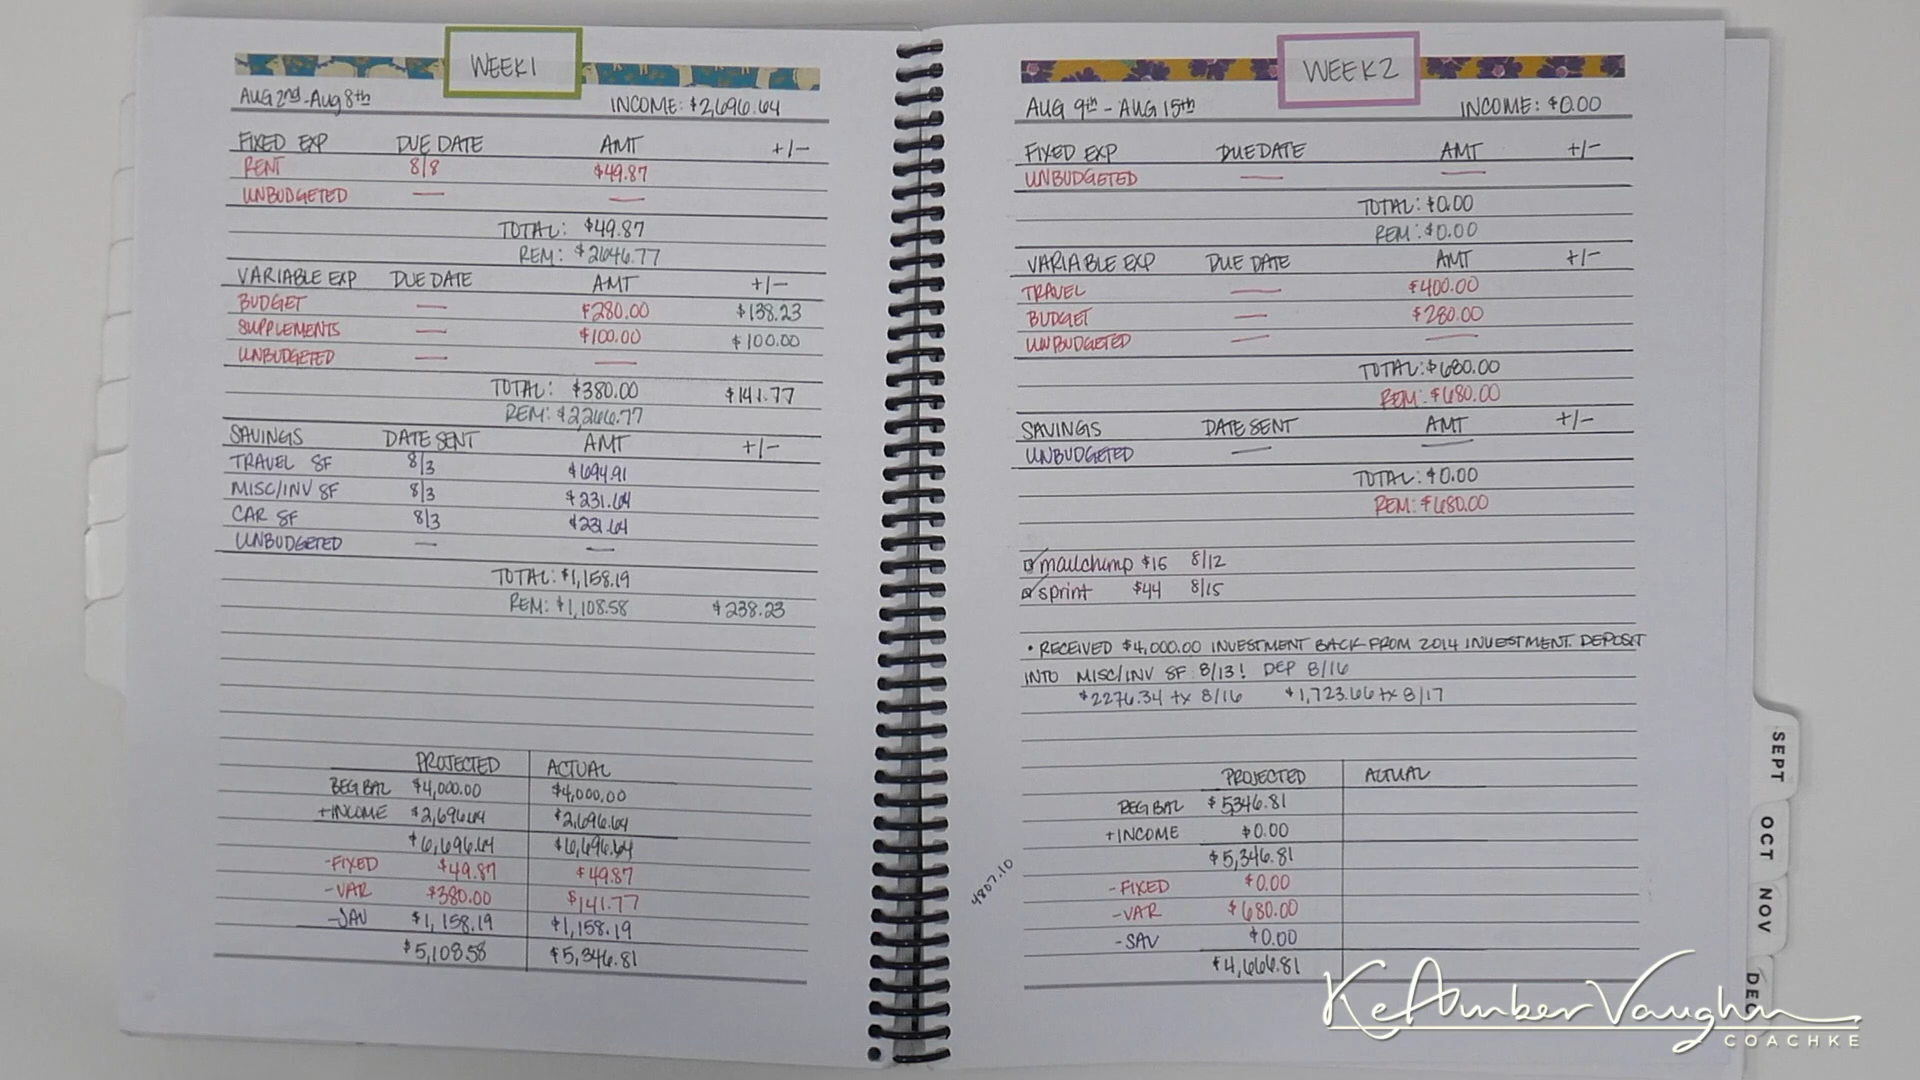 WEEK 1
AUG 2nd - Aug 8th INCOME: $2,696.64
FIXED EXP DUE DATE AMT +/-
RENT 8/8 $49.87
UNBUDGETED — —
TOTAL: $49.87
REM: $2646.77
VARIABLE EXP DUE DATE AMT +/-
BUDGET — $280.00 $138.23
SUPPLEMENTS — $100.00 $100.00
UNBUDGETED — —
TOTAL: $380.00 $141.77
REM: $2,266.77
SAVINGS DATE SENT AMT +/-
TRAVEL SF 8/3 $694.91
MISC/INV SF 8/3 $231.64
CAR SF 8/3 $231.64
UNBUDGETED — —
TOTAL: $1,158.19
REM: $1,108.58 $238.23
PROJECTED ACTUAL
BEG BAL $4,000.00 $4,000.00
+INCOME $2,696.64 $2,696.64
$6,696.64 $6,696.64
-FIXED $49.87 $49.87
-VAR $380.00 $141.77
-SAV $1,158.19 $1,158.19
$5,108.58 $5,346.81
WEEK 2
AUG 9th - AUG 15th INCOME: $0.00
FIXED EXP DUE DATE AMT +/-
UNBUDGETED — —
TOTAL: $0.00
REM: $0.00
VARIABLE EXP DUE DATE AMT +/-
TRAVEL — $400.00
BUDGET — $280.00
UNBUDGETED — —
TOTAL: $680.00
REM: $680.00
SAVINGS DATE SENT AMT +/-
UNBUDGETED — —
TOTAL: $0.00
REM: $680.00
☑ mailchimp $15 8/12
☑ sprint $44 8/15
• RECEIVED $4,000.00 INVESTMENT BACK FROM 2014 INVESTMENT. DEPOSIT
INTO MISC/INV SF 8/13! DEP 8/16
$2276.34 tx 8/16 $1,723.66 tx 8/17
PROJECTED ACTUAL
BEG BAL $5346.81
+INCOME $0.00
$5,346.81
-FIXED $0.00
-VAR $680.00
-SAV $0.00
$4,666.81
4807.10
SEPT
OCT
NOV
DEC
KeAmber Vaughn
COACHKE